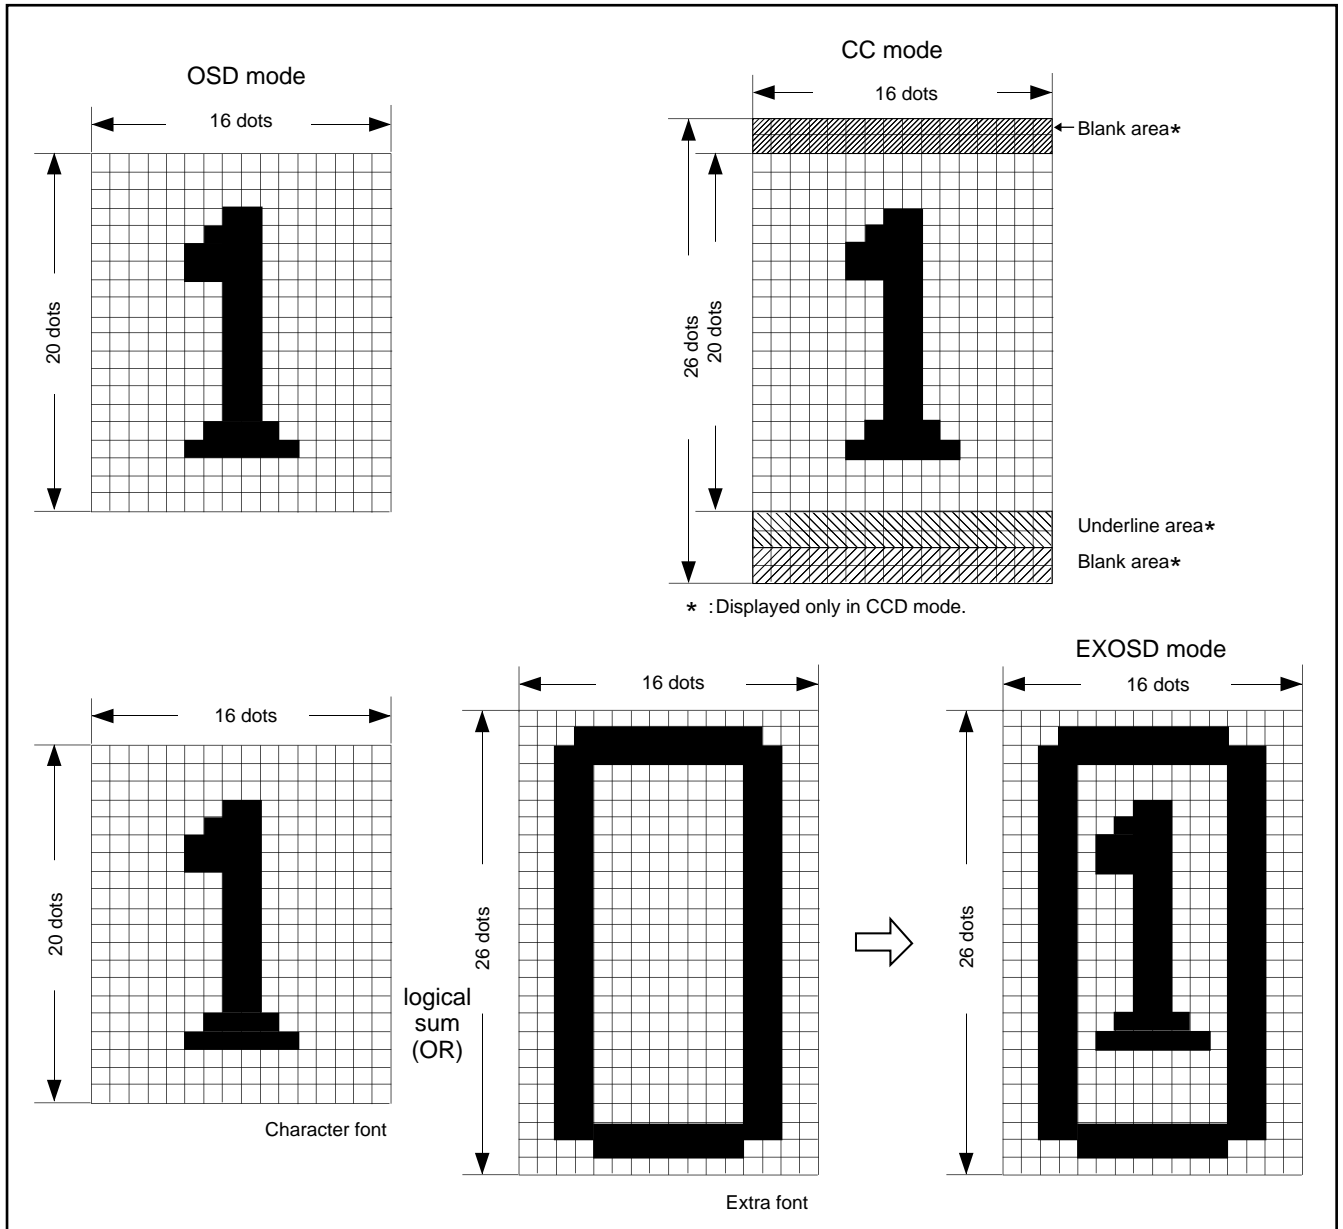 OSD mode
16 dots
20 dots
CC mode
16 dots
Blank area*
26 dots
20 dots
Underline area*
Blank area*
* : Displayed only in CCD mode.
16 dots
20 dots
Character font
logical
sum
(OR)
16 dots
26 dots
Extra font
EXOSD mode
16 dots
26 dots